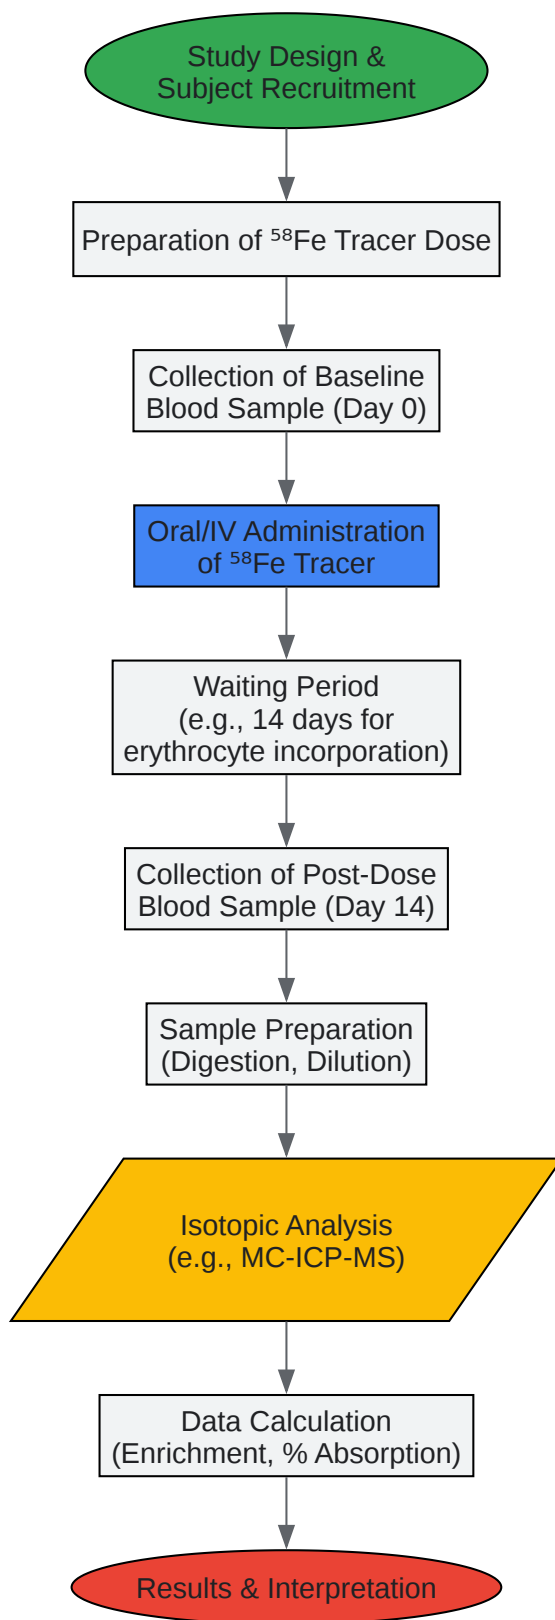 Study Design &
Subject Recruitment
Preparation of ⁵⁸Fe Tracer Dose
Collection of Baseline
Blood Sample (Day 0)
Oral/IV Administration
of ⁵⁸Fe Tracer
Waiting Period
(e.g., 14 days for
erythrocyte incorporation)
Collection of Post-Dose
Blood Sample (Day 14)
Sample Preparation
(Digestion, Dilution)
Isotopic Analysis
(e.g., MC-ICP-MS)
Data Calculation
(Enrichment, % Absorption)
Results & Interpretation